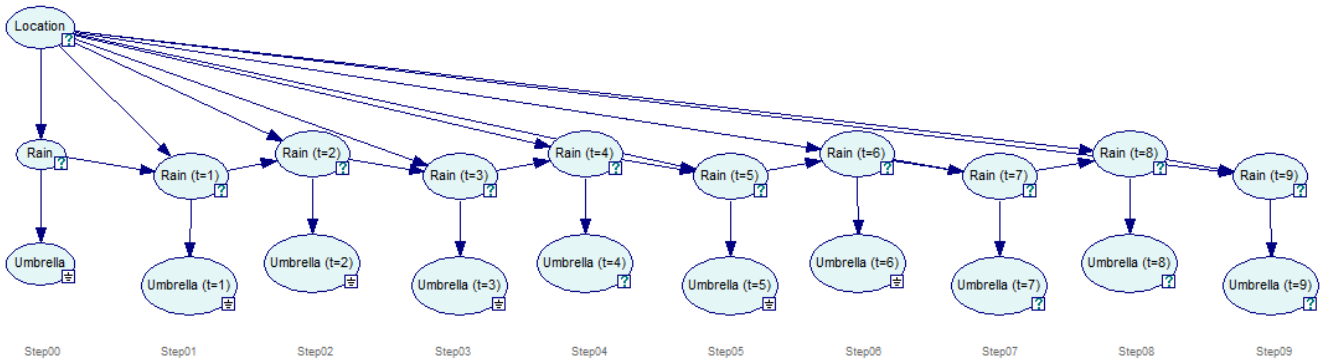 Location
Rain
Rain (t=1)
Rain (t=2)
Rain (t=3)
Rain (t=4)
Rain (t=5)
Rain (t=6)
Rain (t=7)
Rain (t=8)
Rain (t=9)
Umbrella
Umbrella (t=1)
Umbrella (t=2)
Umbrella (t=3)
Umbrella (t=4)
Umbrella (t=5)
Umbrella (t=6)
Umbrella (t=7)
Umbrella (t=8)
Umbrella (t=9)
Step00 Step01 Step02 Step03 Step04 Step05 Step06 Step07 Step08 Step09